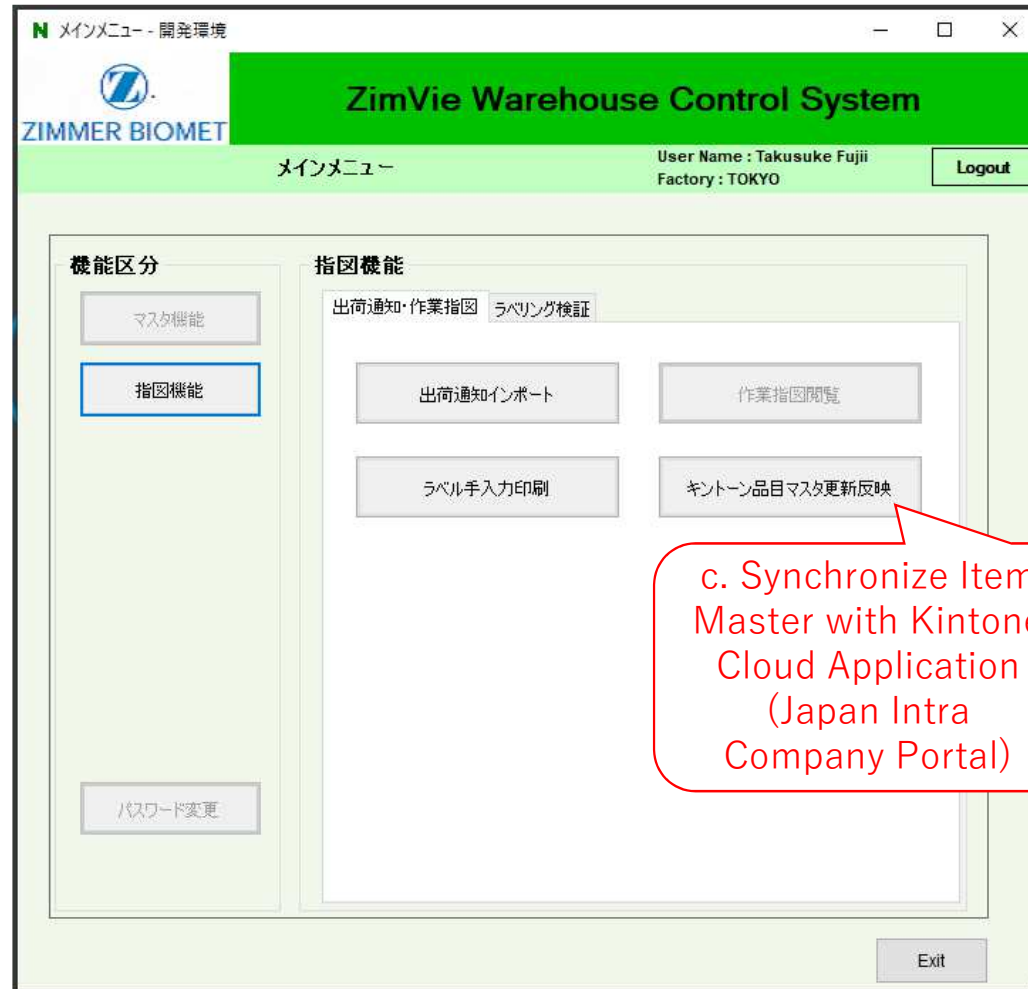 メインメニュー - 開発環境
Z.
ZIMMER BIOMET
ZimVie Warehouse Control System
メインメニュー
User Name : Takusuke Fujii
Factory : TOKYO
Logout
機能区分
マスタ機能
指図機能
パスワード変更
指図機能
出荷通知・作業指図
ラベリング検証
出荷通知インポート
作業指図閲覧
ラベル手入力印刷
キントーン品目マスタ更新反映
c. Synchronize Item
Master with Kintone
Cloud Application
(Japan Intra
Company Portal)
Exit